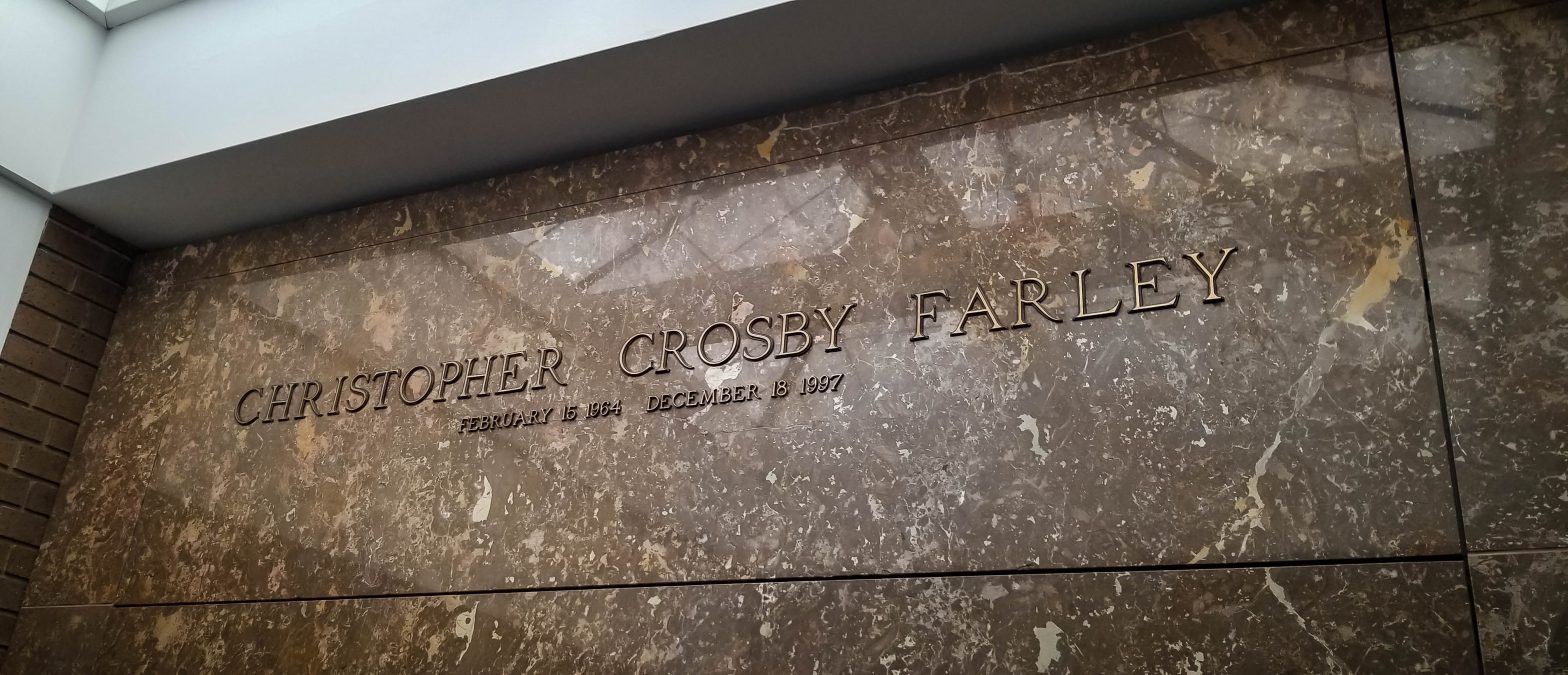 CHRISTOPHER CROSBY FARLEY
FEBRUARY 15 1964 DECEMBER 18 1997